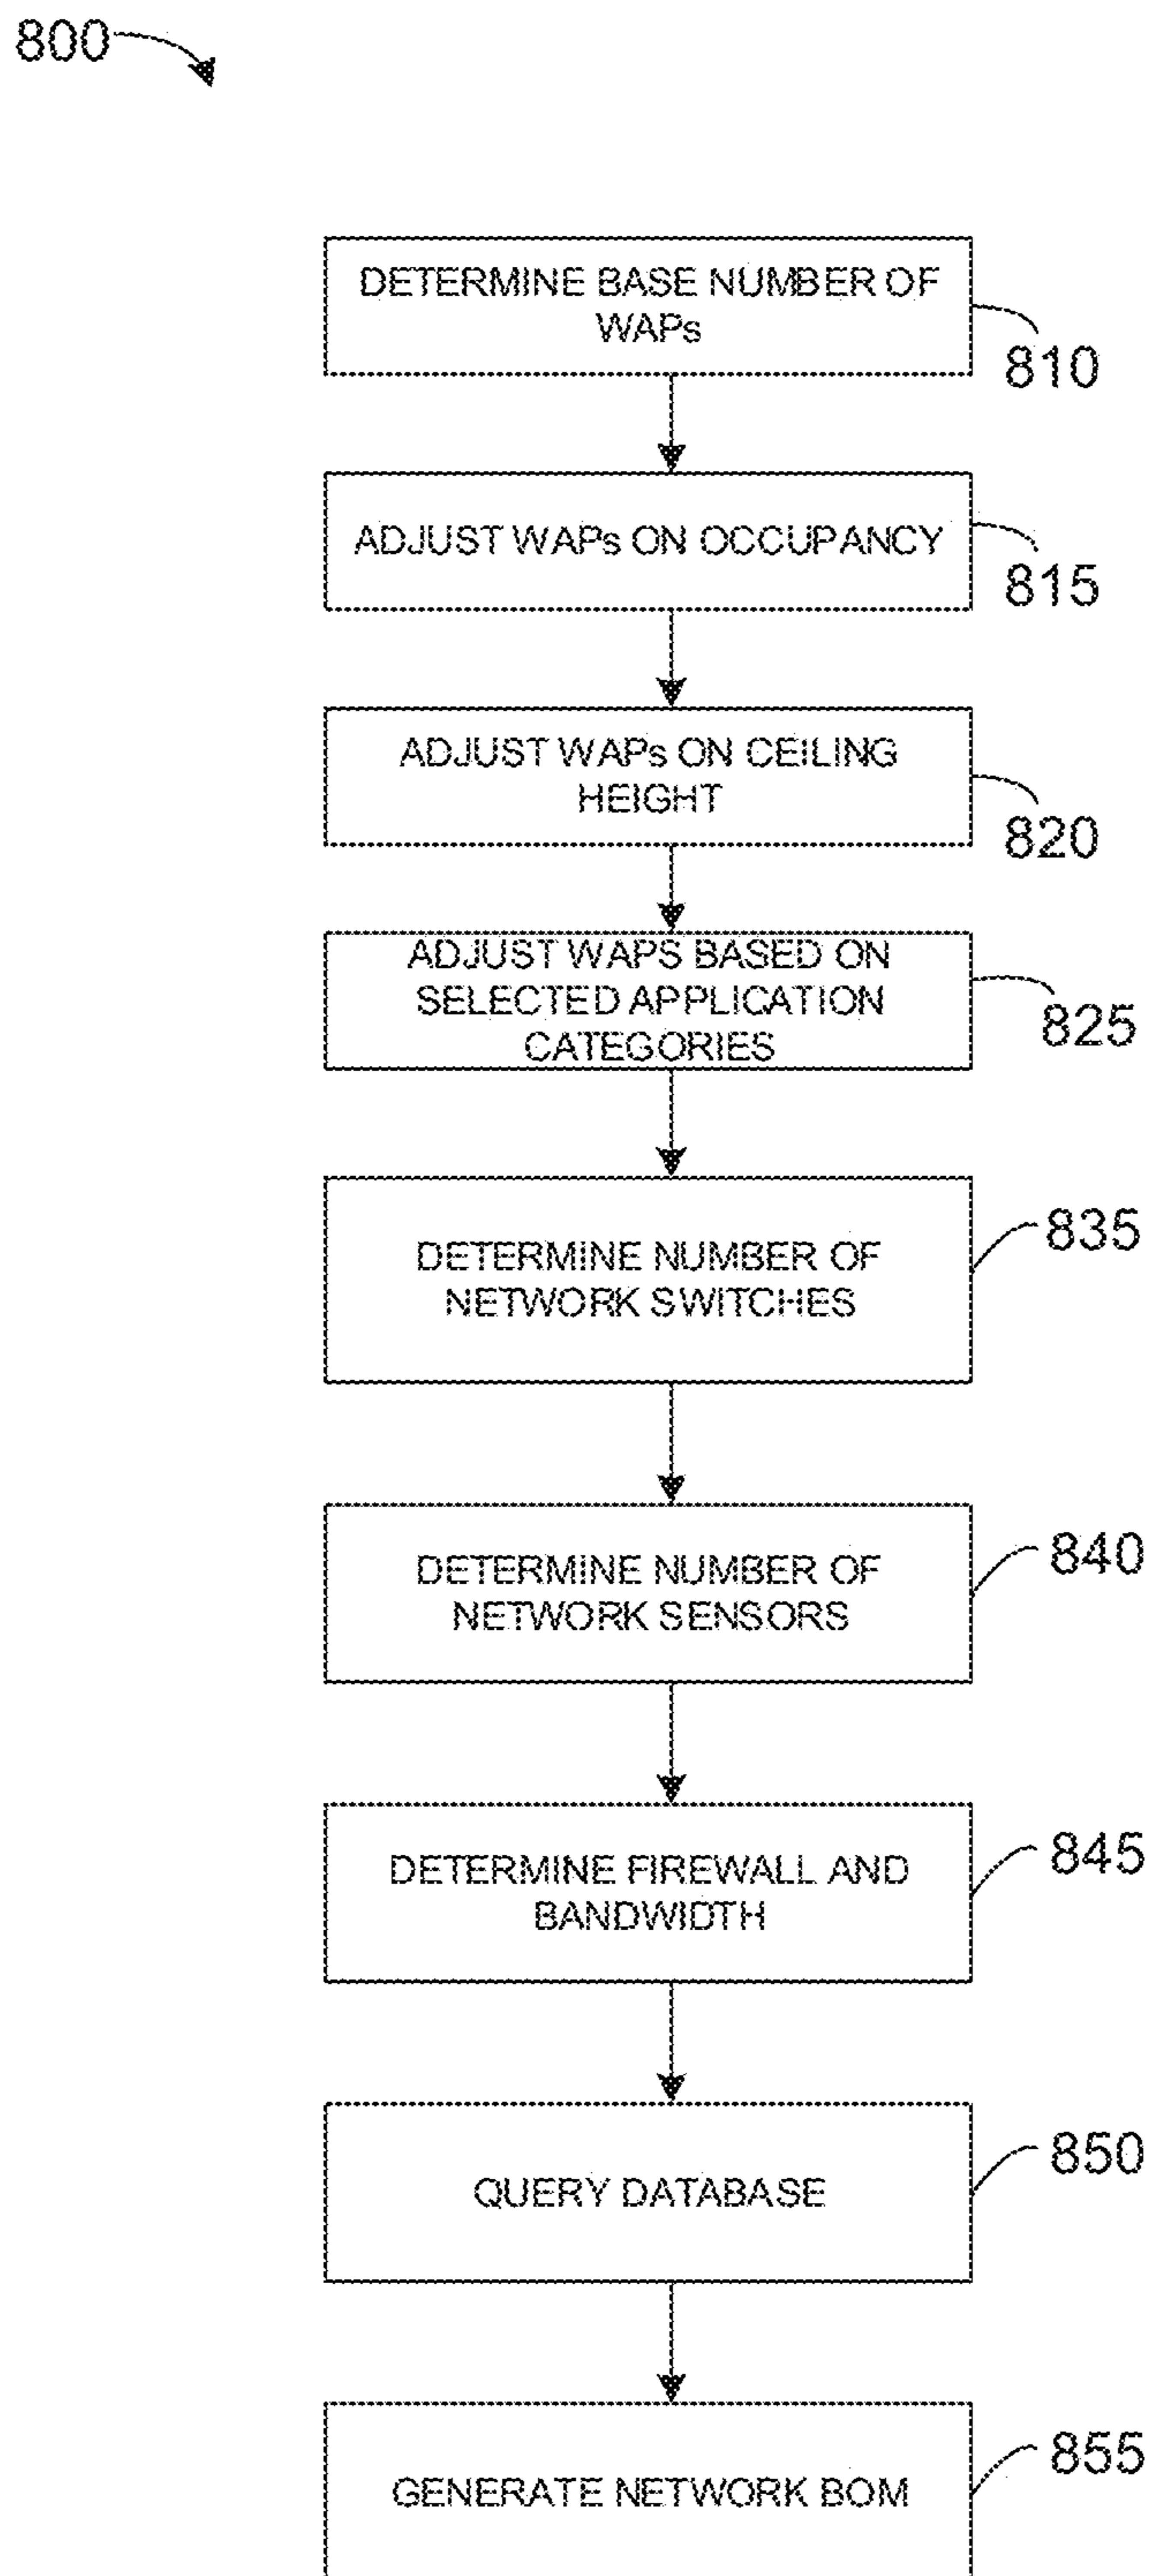 800
DETERMINE BASE NUMBER OF
WAPs
810
ADJUST WAPs ON OCCUPANCY
815
ADJUST WAPs ON CEILING
HEIGHT
820
ADJUST WAPS BASED ON
SELECTED APPLICATION
CATEGORIES
825
DETERMINE NUMBER OF
NETWORK SWITCHES
835
DETERMINE NUMBER OF
NETWORK SENSORS
840
DETERMINE FIREWALL AND
BANDWIDTH
845
QUERY DATABASE
850
GENERATE NETWORK BOM
855